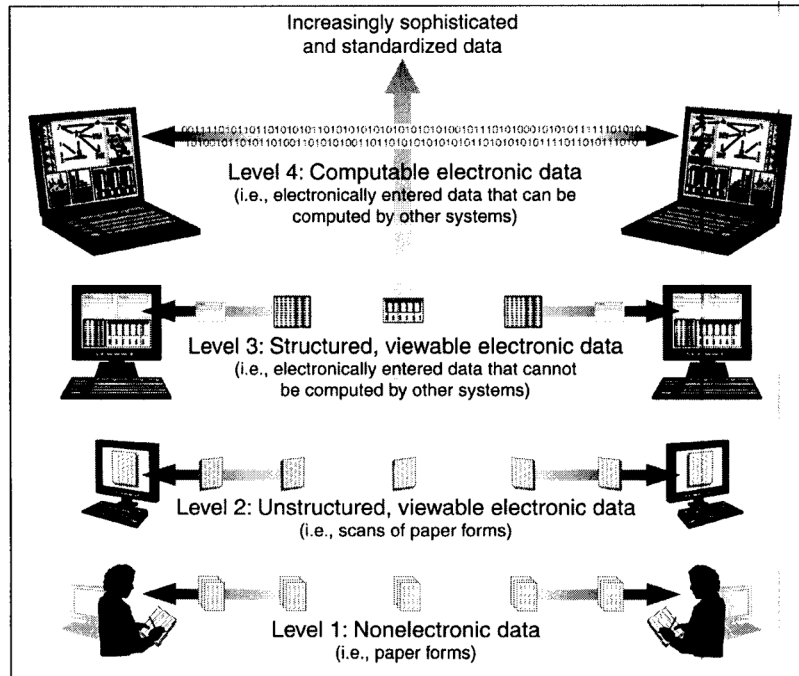 Increasingly sophisticated
and standardized data
Level 4: Computable electronic data
(i.e., electronically entered data that can be
computed by other systems)
Level 3: Structured, viewable electronic data
(i.e., electronically entered data that cannot
be computed by other systems)
Level 2: Unstructured, viewable electronic data
(i.e., scans of paper forms)
Level 1: Nonelectronic data
(i.e., paper forms)